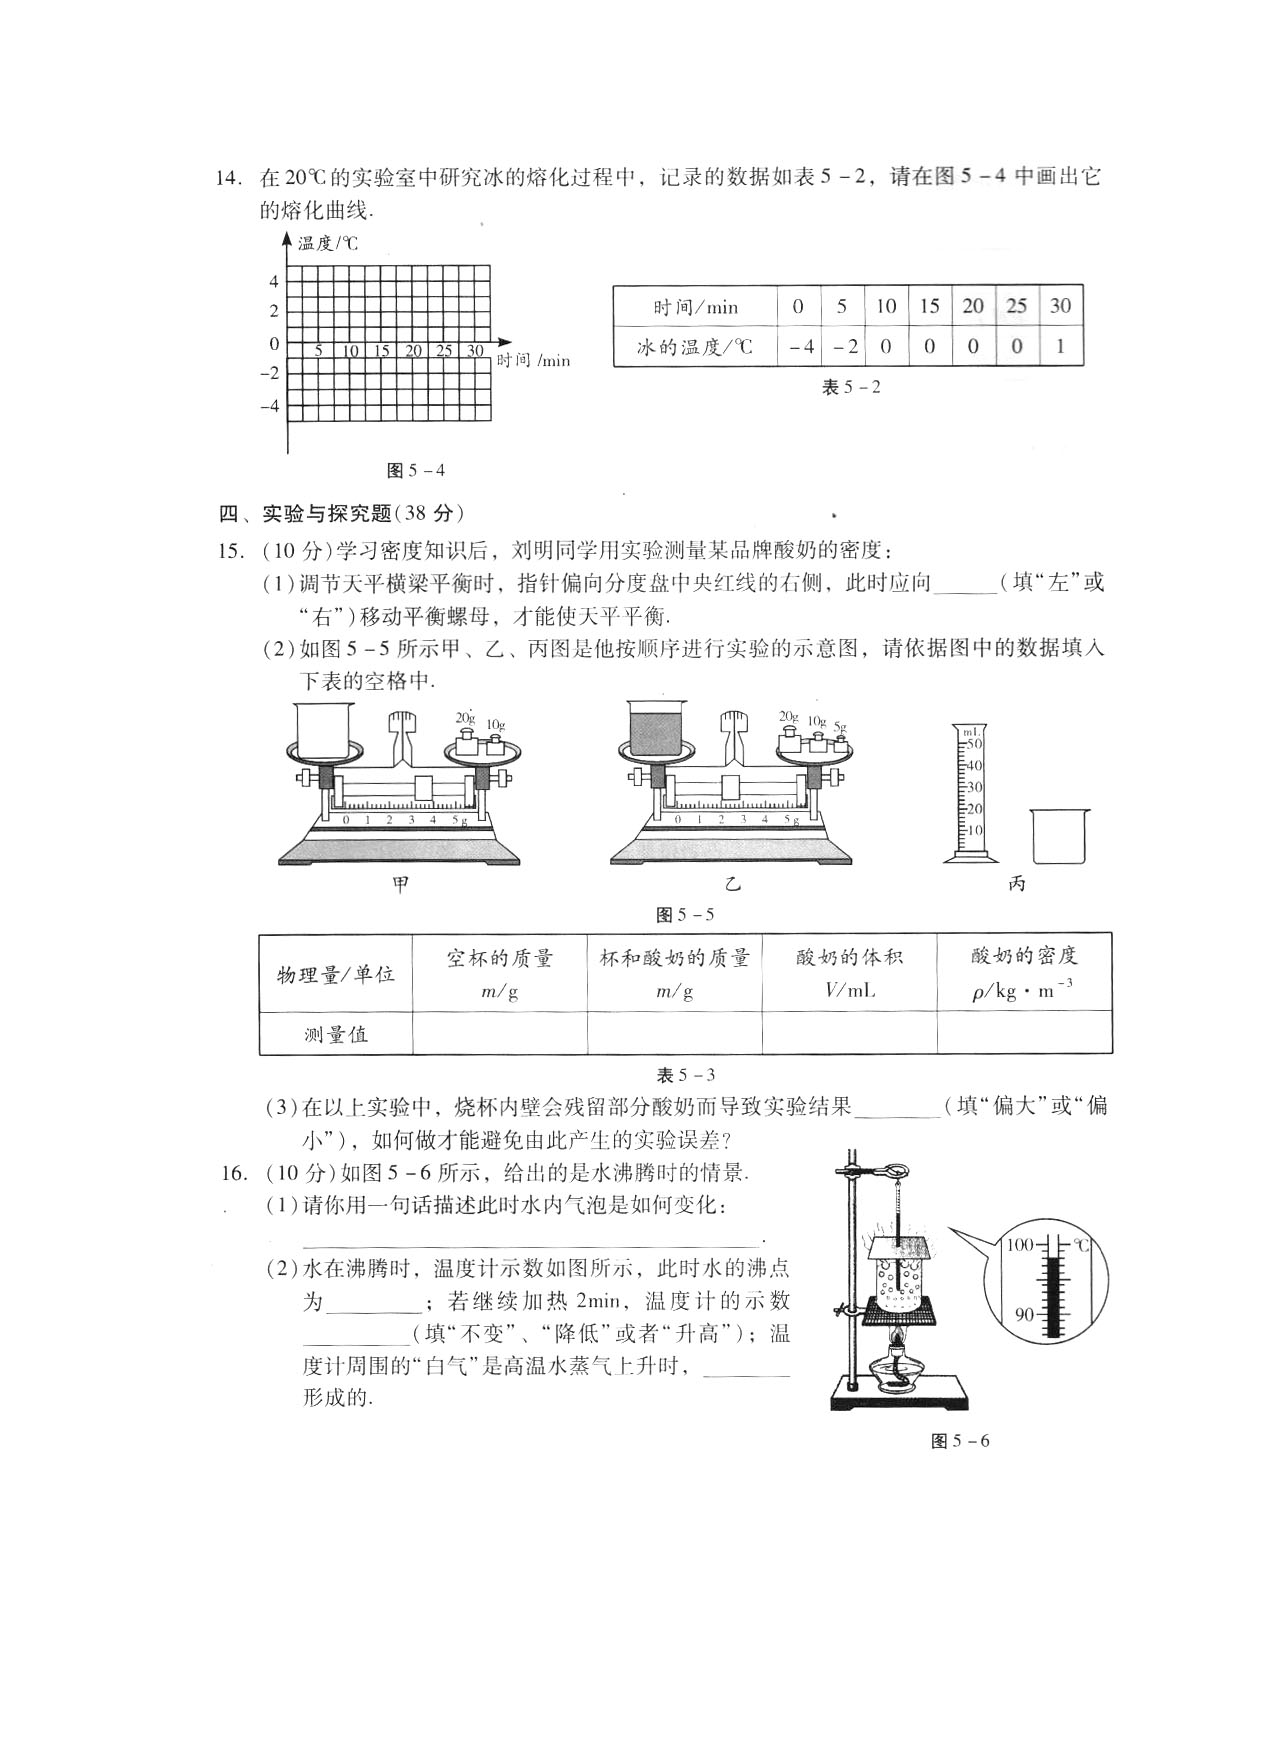 14. 在20℃的实验室中研究冰的熔化过程中，记录的数据如表5-2，请在图5-4中画出它
的熔化曲线.
温度/℃
4
2
0
-2
-4
5 10 15 20 25 30
时间/min
图5-4
时间/min 0 5 10 15 20 25 30
冰的温度/℃ -4 -2 0 0 0 0 1
表5-2
四、实验与探究题(38分)
15. (10分)学习密度知识后，刘明同学用实验测量某品牌酸奶的密度：
(1)调节天平横梁平衡时，指针偏向分度盘中央红线的右侧，此时应向_____(填“左”或
“右”)移动平衡螺母，才能使天平平衡.
(2)如图5-5所示甲、乙、丙图是他按顺序进行实验的示意图，请依据图中的数据填入
下表的空格中.
20g 10g
0 1 2 3 4 5g
甲
20g 10g 5g
0 1 2 3 4 5g
乙
mL
50
40
30
20
10
丙
图5-5
物理量/单位 空杯的质量 m/g 杯和酸奶的质量 m/g 酸奶的体积 V/mL 酸奶的密度 ρ/kg·m⁻³
测量值
表5-3
(3)在以上实验中，烧杯内壁会残留部分酸奶而导致实验结果_______(填“偏大”或“偏
小”)，如何做才能避免由此产生的实验误差？
16. (10分)如图5-6所示，给出的是水沸腾时的情景.
(1)请你用一句话描述此时水内气泡是如何变化：
_____________________________________.
(2)水在沸腾时，温度计示数如图所示，此时水的沸点
为________；若继续加热2min，温度计的示数
_________(填“不变”、“降低”或者“升高”)；温
度计周围的“白气”是高温水蒸气上升时，_______
形成的.
100
℃
90
图5-6